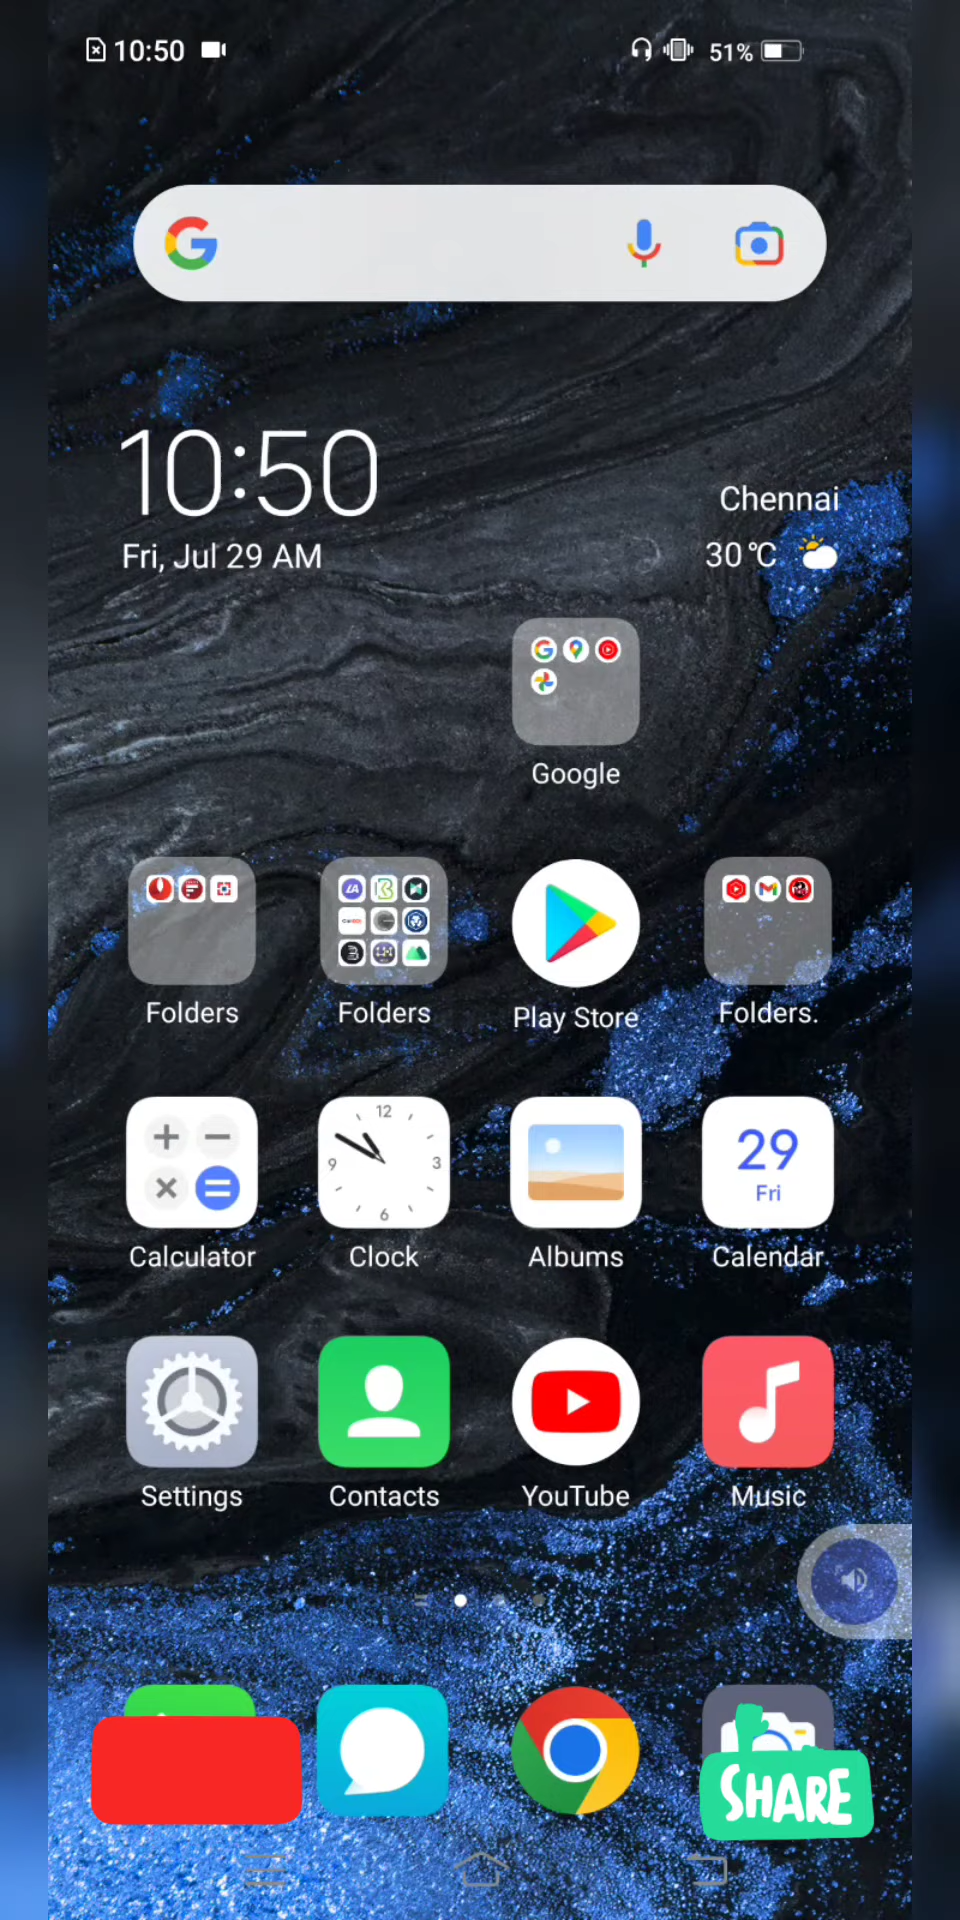 10:50
51%
10:50
Fri, Jul 29 AM
Chennai
30 °C
Google
Folders
Folders
Play Store
Folders.
12
9
3
6
29
Fri
Calculator
Clock
Albums
Calendar
Settings
Contacts
YouTube
Music
SHARE